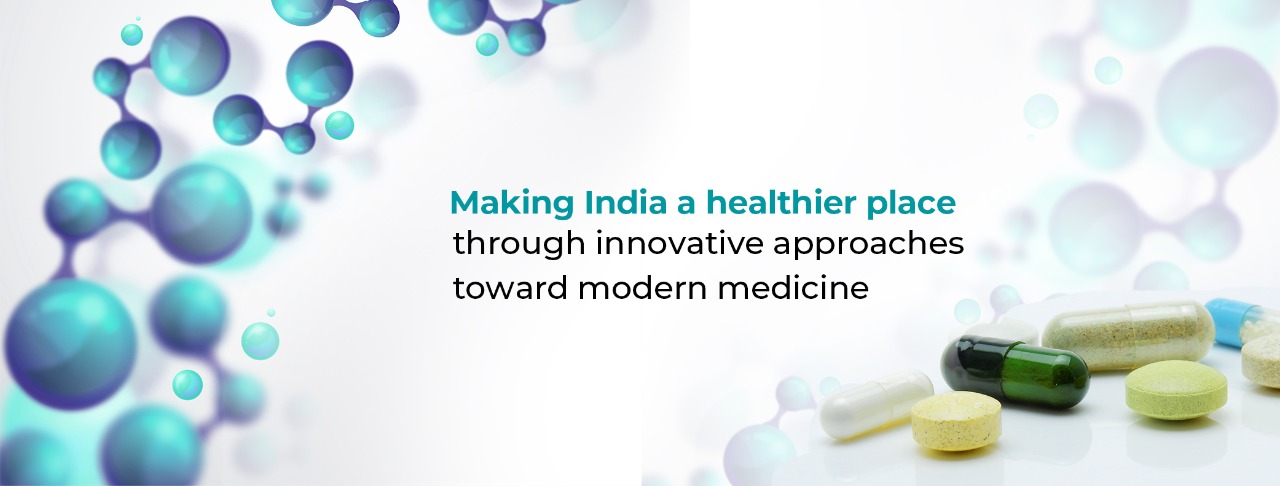 Making India a healthier place
through innovative approaches
toward modern medicine